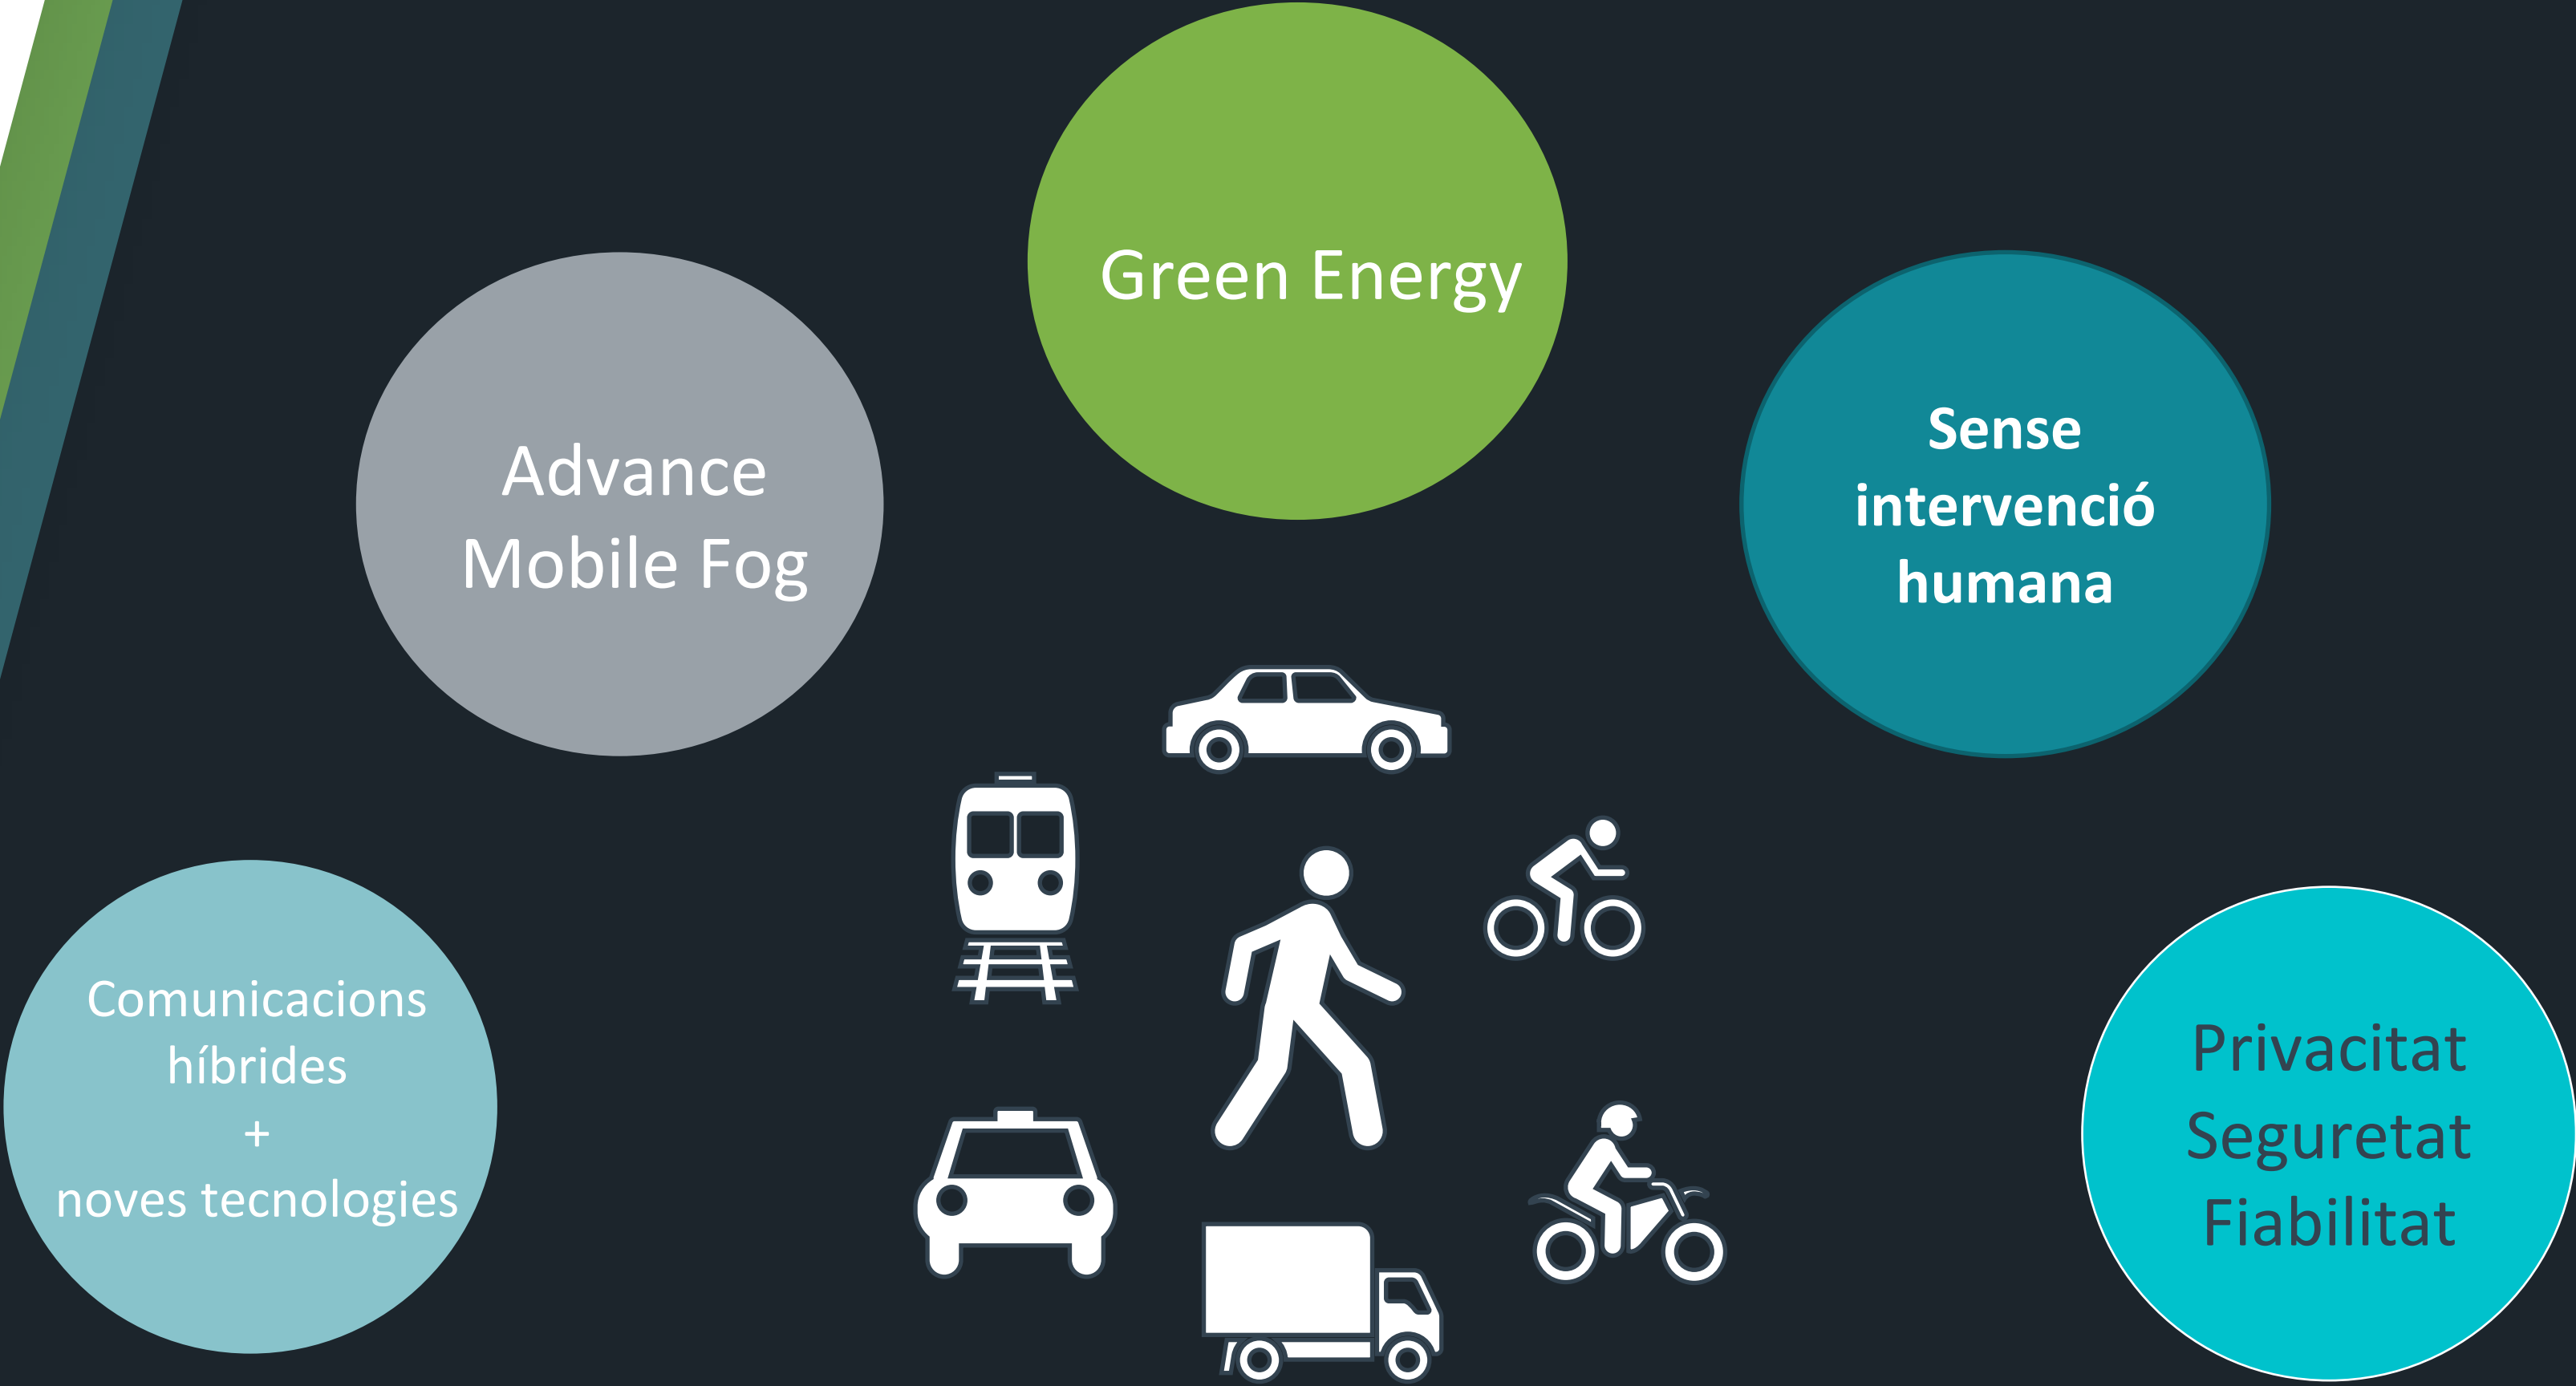 Green Energy
Advance
Mobile Fog
Sense
intervenció
humana
Comunicacions
híbrides
+
noves tecnologies
Privacitat
Seguretat
Fiabilitat